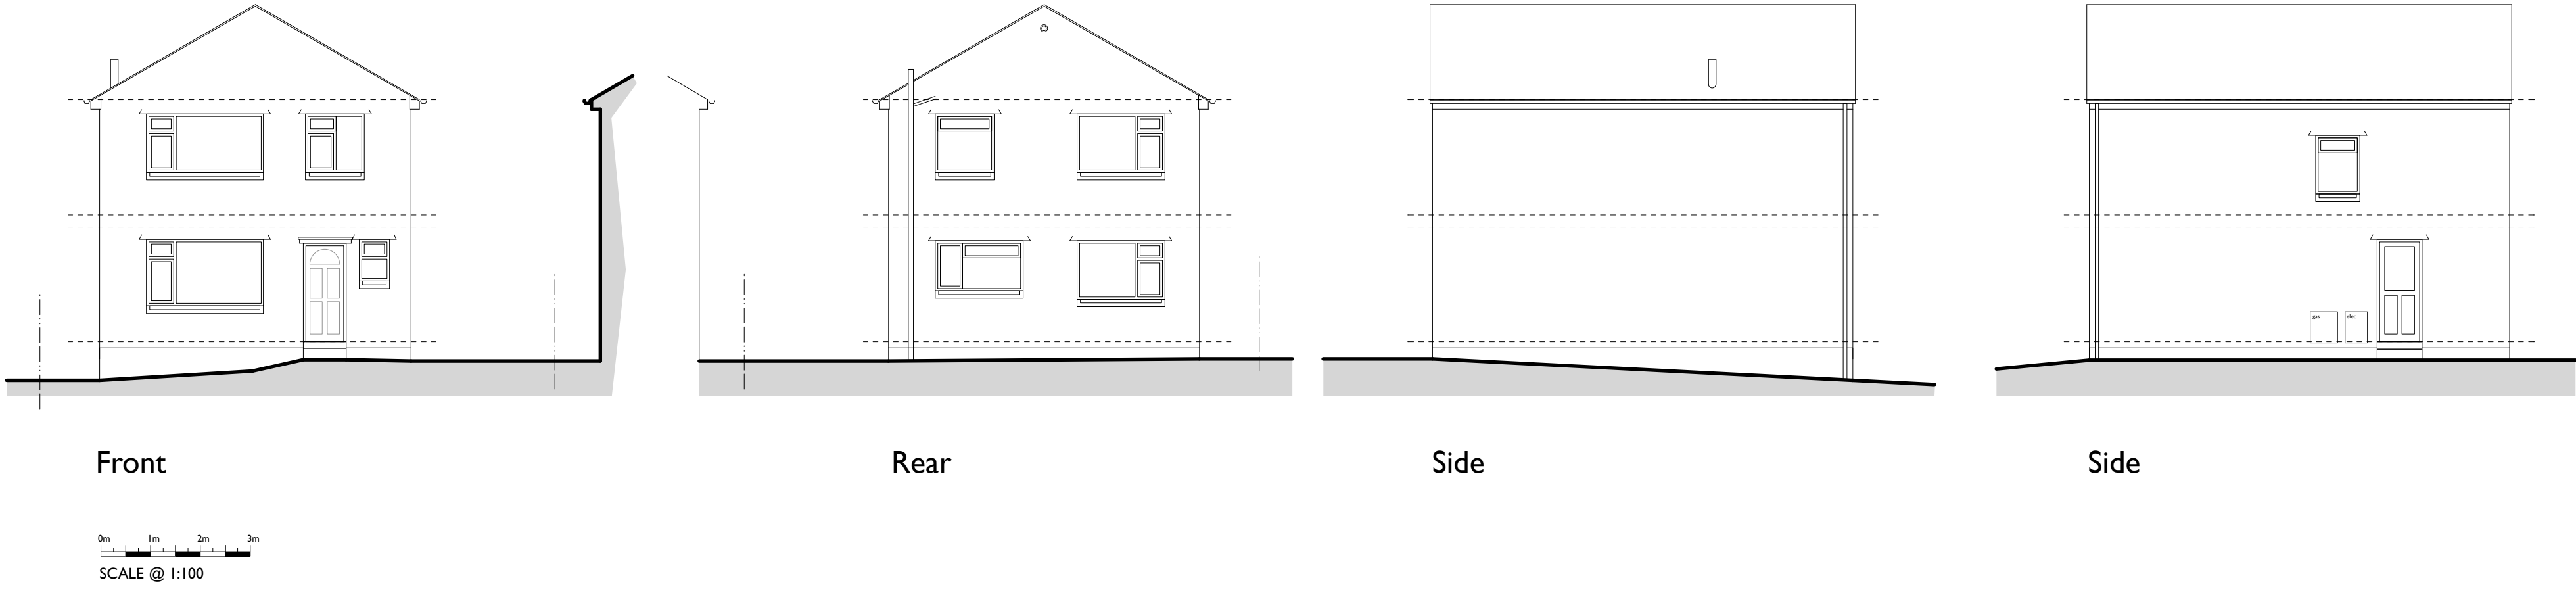 gas
elec
Front
Rear
Side
Side
0m 1m 2m 3m
SCALE @ 1:100